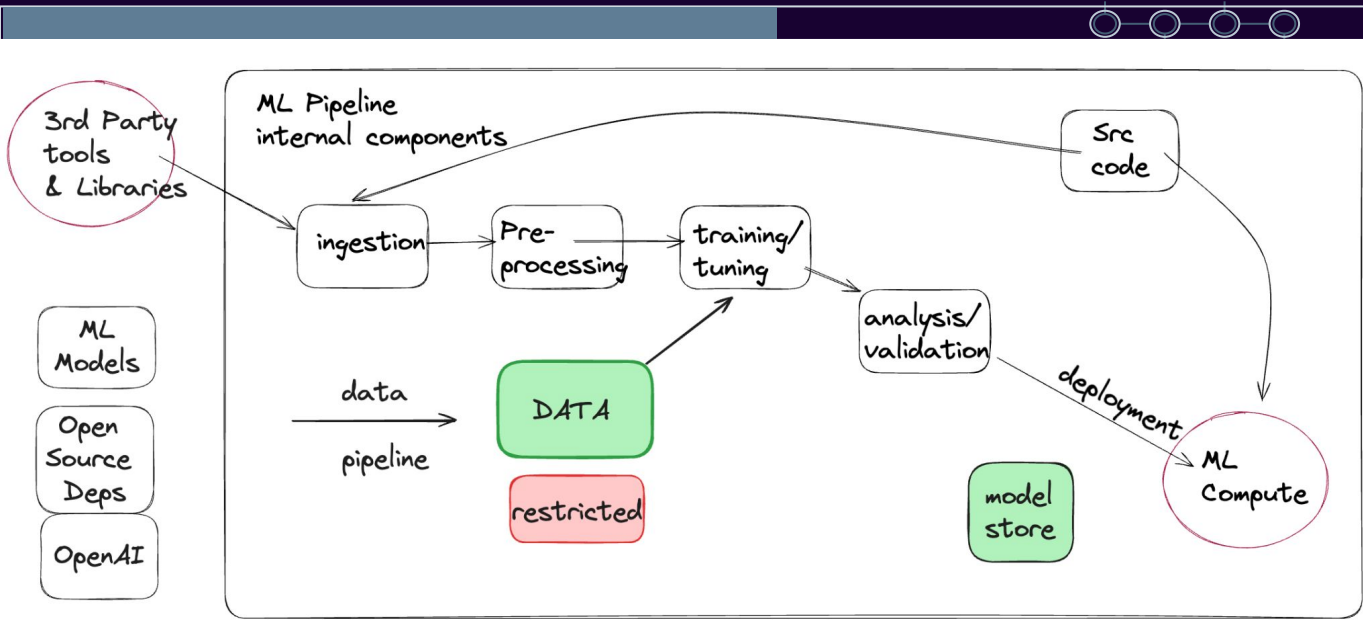 3rd Party
tools
& Libraries
ML Pipeline
internal components
Src
code
ingestion
Pre-
processing
training/
tuning
analysis/
validation
ML
Models
Open
Source
Deps
OpenAI
data
pipeline
DATA
restricted
deployment
model
store
ML
Compute